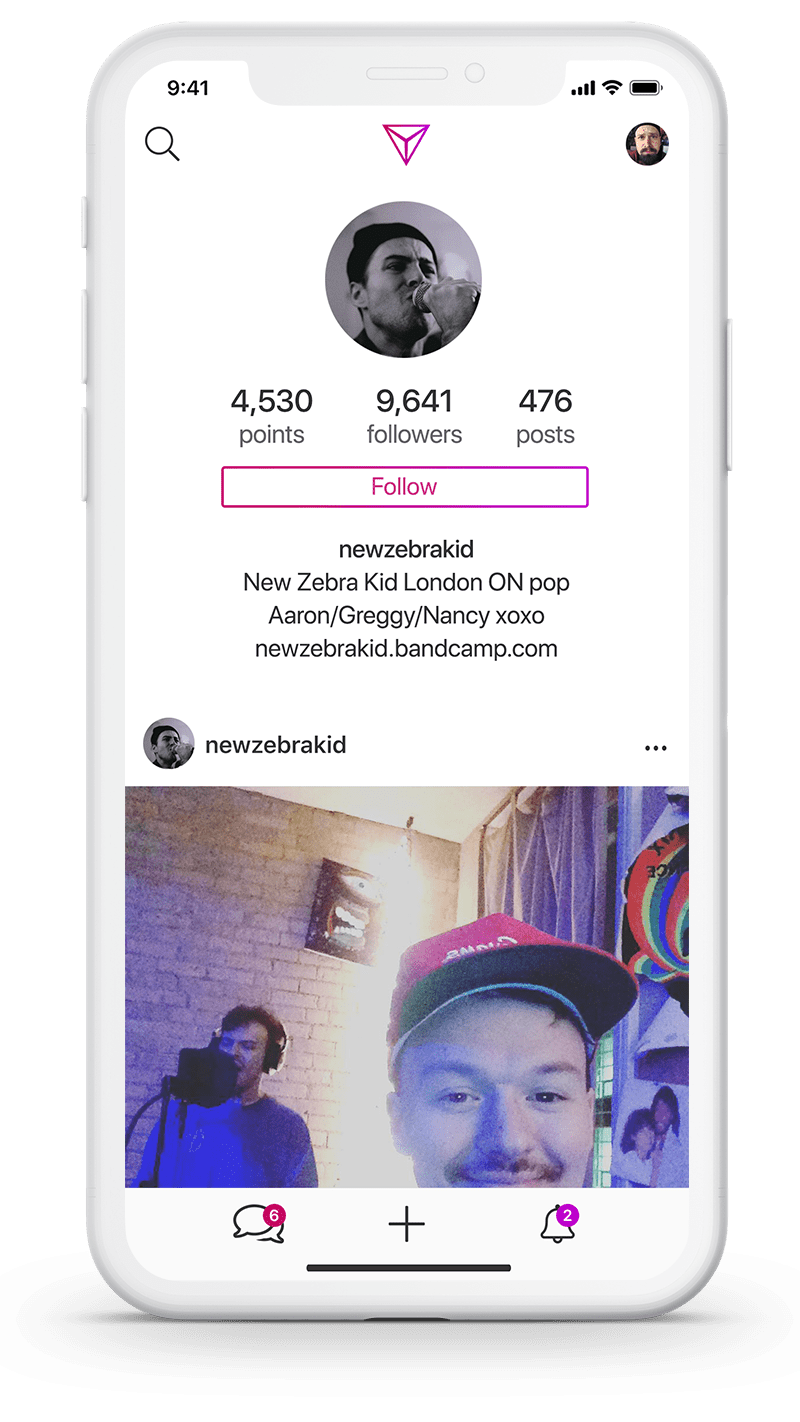 9:41
4,530 9,641 476
points followers posts
Follow
newzebrakid
New Zebra Kid London ON pop
Aaron/Greggy/Nancy xoxo
newzebrakid.bandcamp.com
newzebrakid
6 2